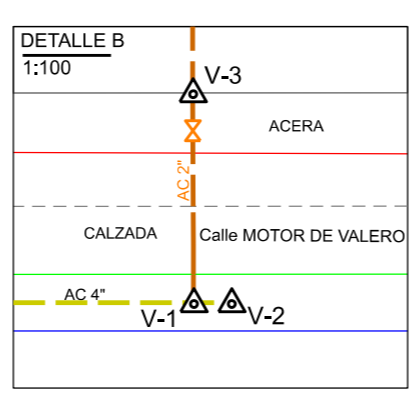 DETALLE B
1:100
V-3
ACERA
AC 2"
CALZADA
Calle MOTOR DE VALERO
AC 4"
V-1
V-2